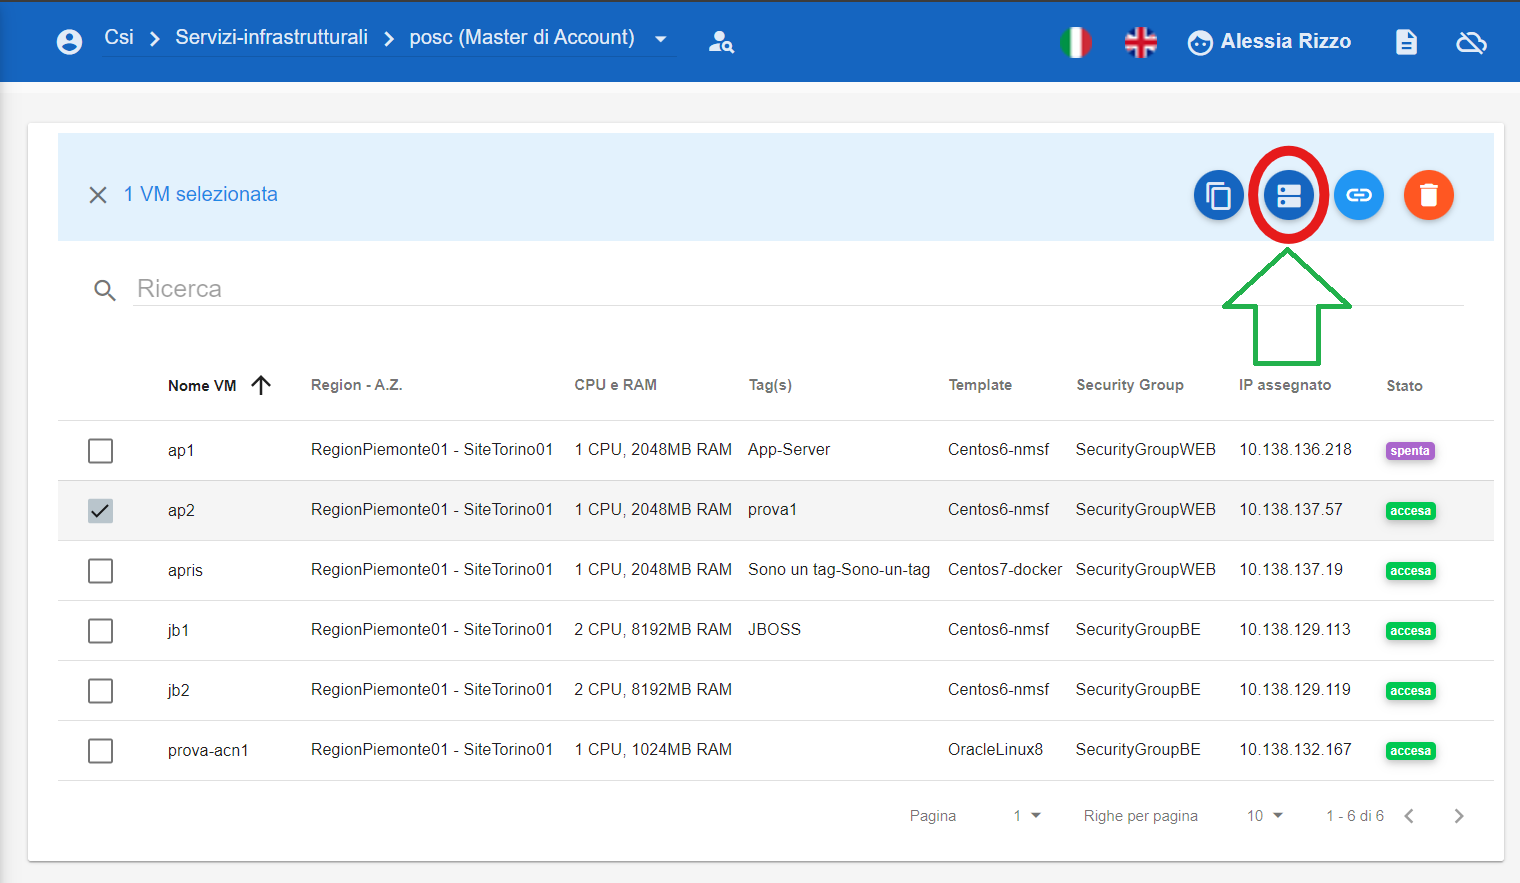 Csi Servizi-infrastrutturali posc (Master di Account) Alessia Rizzo
1 VM selezionata
Ricerca
Nome VM Region - A.Z. CPU e RAM Tag(s) Template Security Group IP assegnato Stato
ap1 RegionPiemonte01 - SiteTorino01 1 CPU, 2048MB RAM App-Server Centos6-nmsf SecurityGroupWEB 10.138.136.218 spenta
ap2 RegionPiemonte01 - SiteTorino01 1 CPU, 2048MB RAM prova1 Centos6-nmsf SecurityGroupWEB 10.138.137.57 accesa
apris RegionPiemonte01 - SiteTorino01 1 CPU, 2048MB RAM Sono un tag-Sono-un-tag Centos7-docker SecurityGroupWEB 10.138.137.19 accesa
jb1 RegionPiemonte01 - SiteTorino01 2 CPU, 8192MB RAM JBOSS Centos6-nmsf SecurityGroupBE 10.138.129.113 accesa
jb2 RegionPiemonte01 - SiteTorino01 2 CPU, 8192MB RAM Centos6-nmsf SecurityGroupBE 10.138.129.119 accesa
prova-acn1 RegionPiemonte01 - SiteTorino01 1 CPU, 1024MB RAM OracleLinux8 SecurityGroupBE 10.138.132.167 accesa
Pagina 1 Righe per pagina 10 1 - 6 di 6